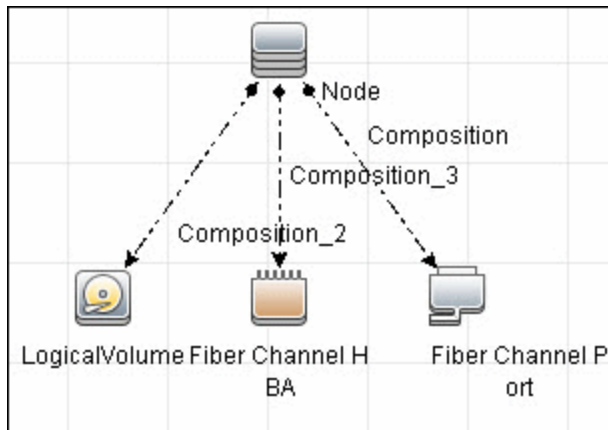 Node
Composition
Composition_3
Composition_2
LogicalVolume
Fiber Channel H
BA
Fiber Channel P
ort